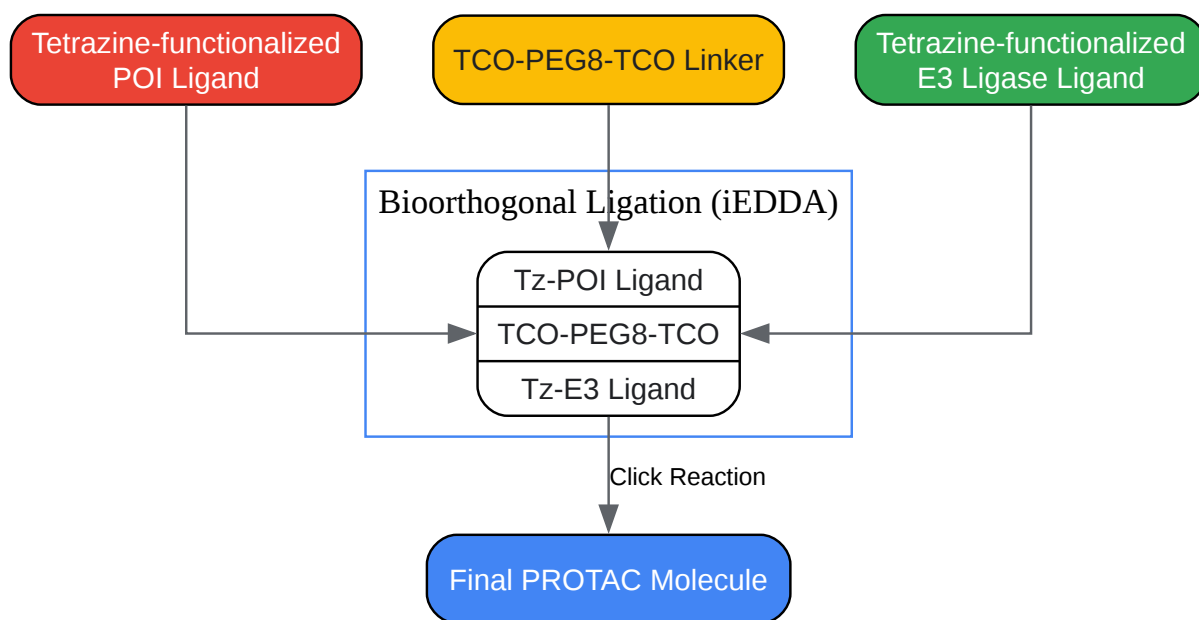 Tetrazine-functionalized
POI Ligand
TCO-PEG8-TCO Linker
Tetrazine-functionalized
E3 Ligase Ligand
Bioorthogonal Ligation (iEDDA)
Tz-POI Ligand
TCO-PEG8-TCO
Tz-E3 Ligand
Click Reaction
Final PROTAC Molecule